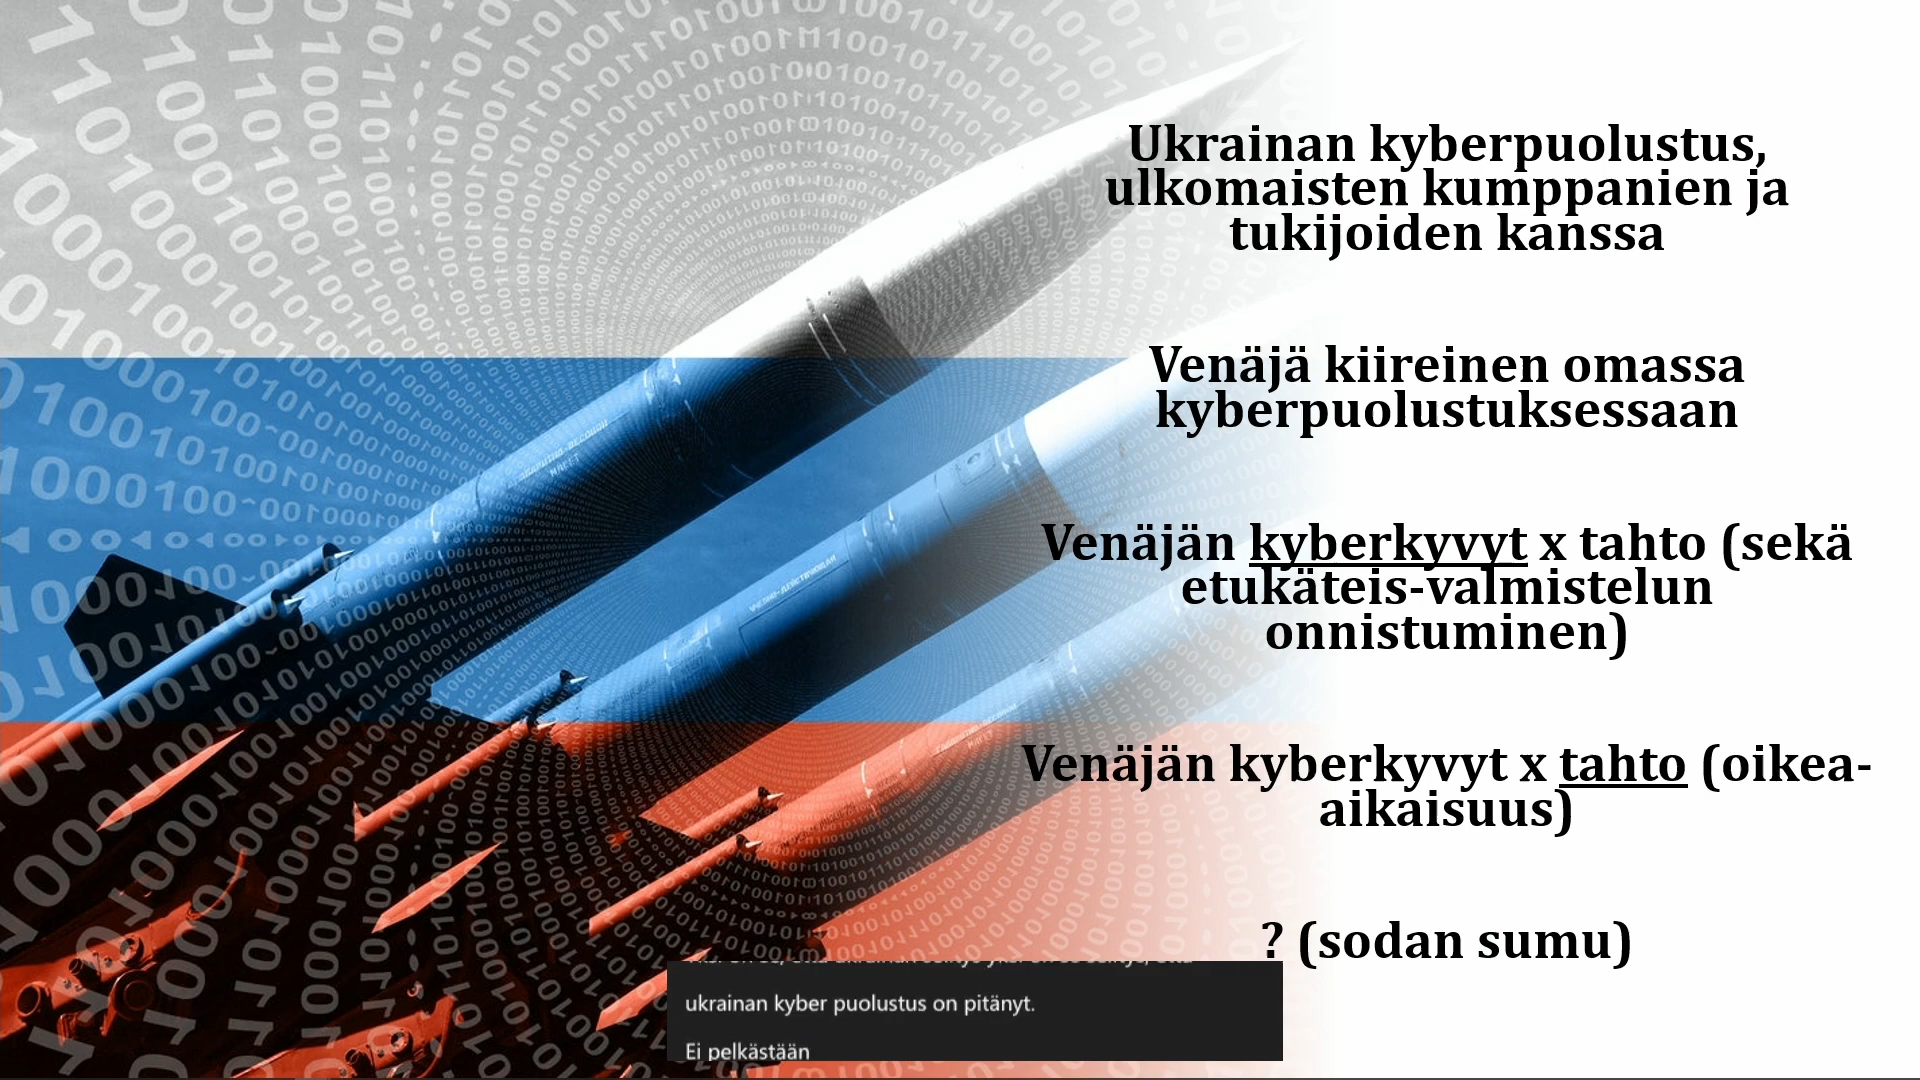 Ukrainan kyberpuolustus,
ulkomaisten kumppanien ja
tukijoiden kanssa
Venäjä kiireinen omassa
kyberpuolustuksessaan
Venäjän kyberkyvyt x tahto (sekä
etukäteis-valmistelun
onnistuminen)
Venäjän kyberkyvyt x tahto (oikea-
aikaisuus)
? (sodan sumu)
ukrainan kyber puolustus on pitänyt.
Ei pelkästään